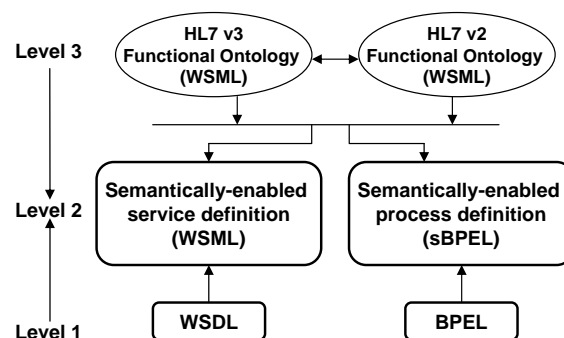 Level 3
HL7 v3
Functional Ontology
(WSML)
HL7 v2
Functional Ontology
(WSML)
Level 2
Semantically-enabled
service definition
(WSML)
Semantically-enabled
process definition
(sBPEL)
Level 1
WSDL
BPEL